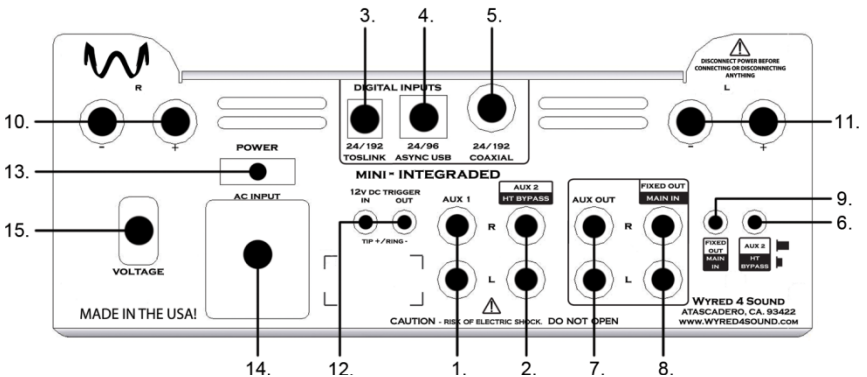 3. 4. 5.
R
DIGITAL INPUTS
DISCONNECT POWER BEFORE
CONNECTING OR DISCONNECTING
ANYTHING
L
10. - + - + 11.
24/192 24/96 24/192
TOSLINK ASYNC USB COAXIAL
POWER
13.
MINI - INTEGRADED
AC INPUT
12V DC TRIGGER
IN OUT
TIP +/RING -
AUX 1
AUX 2
HT BYPASS
AUX OUT
FIXED OUT
MAIN IN
9.
6.
15.
R R
VOLTAGE
FIXED
OUT
MAIN
IN
AUX 2
HT
BYPASS
L L
MADE IN THE USA!
CAUTION - RISK OF ELECTRIC SHOCK. DO NOT OPEN
WYRED 4 SOUND
ATASCADERO, CA. 93422
WWW.WYRED4SOUND.COM
14. 12. 1. 2. 7. 8.